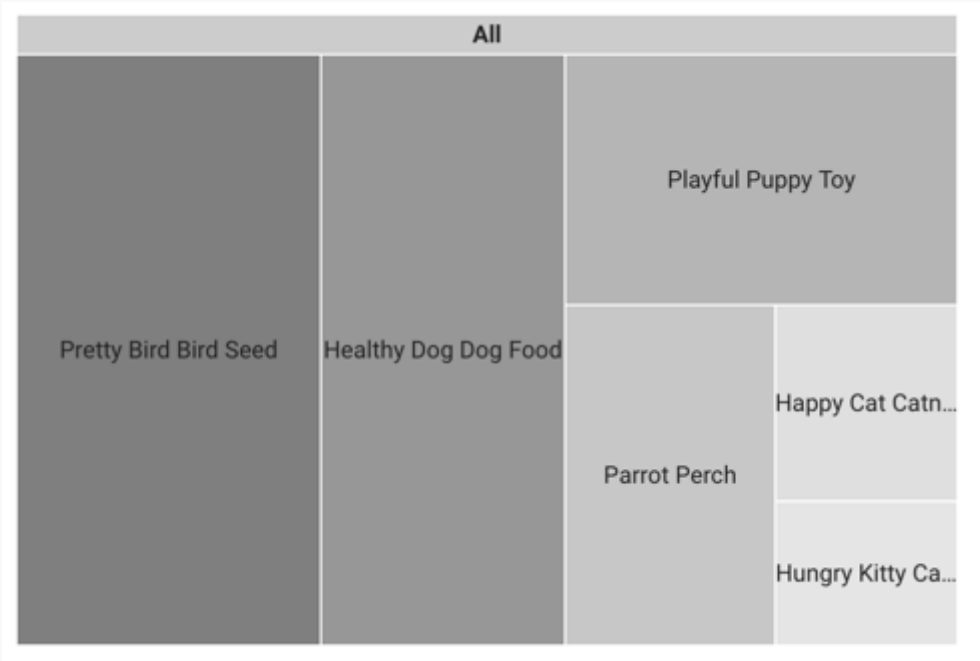 All
Pretty Bird Bird Seed
Healthy Dog Dog Food
Playful Puppy Toy
Parrot Perch
Happy Cat Catn...
Hungry Kitty Ca...